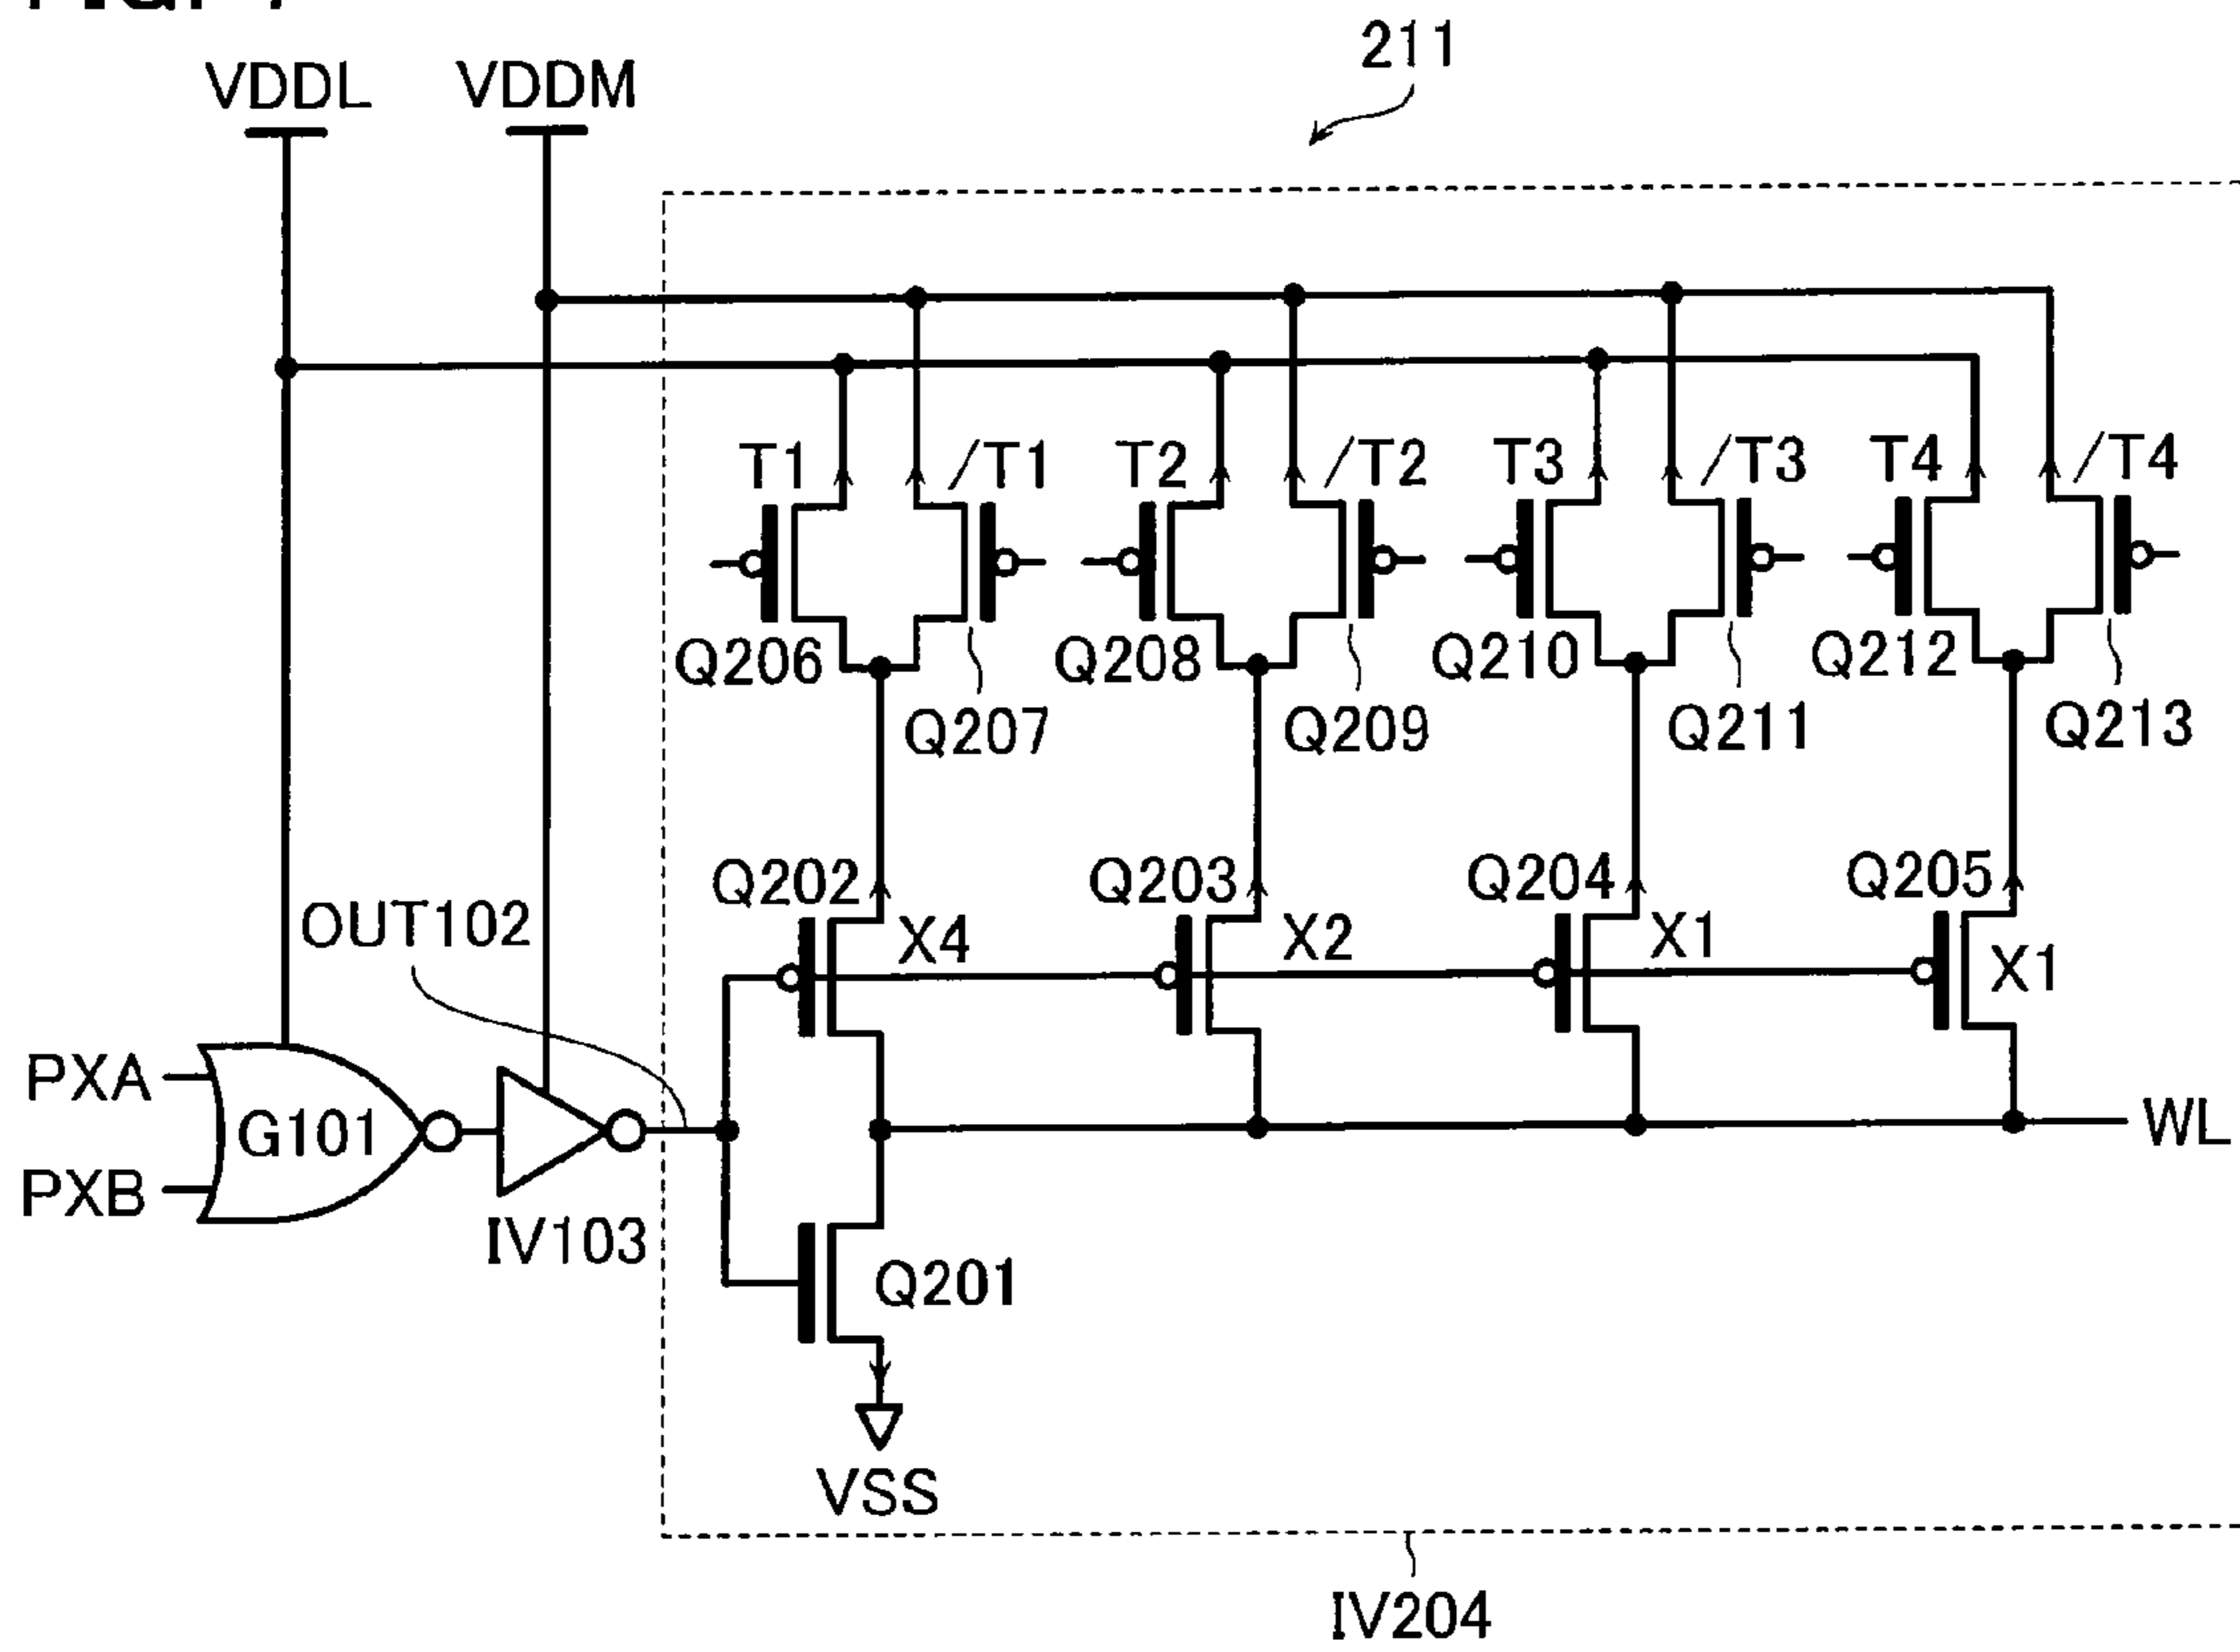 211
VDDL VDDM
T1 /T1 T2 /T2 T3 /T3 T4 /T4
Q206 Q208 Q210 Q212
Q207 Q209 Q211 Q213
Q202 Q203 Q204 Q205
OUT102 X4 X2 X1 X1
PXA
G101
WL
PXB
IV103
Q201
VSS
IV204